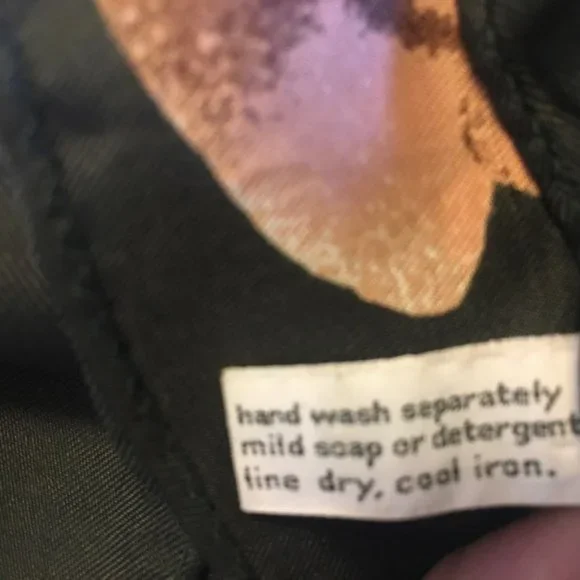 hand wash separately
mild soap or detergent
line dry, cool iron.